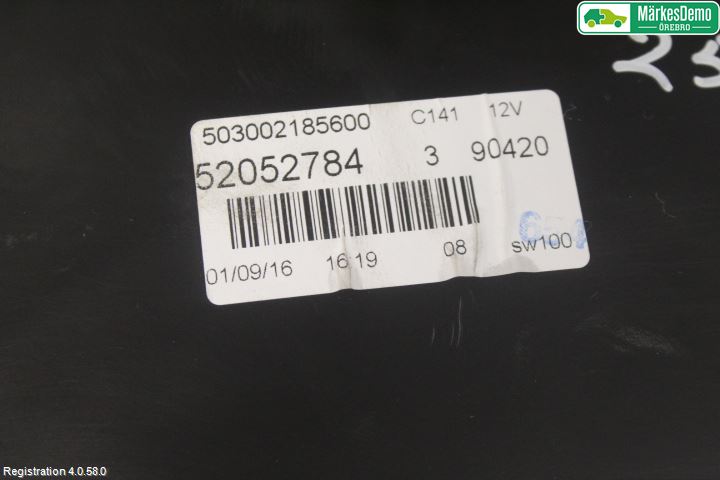 MärkesDemo
ÖREBRO
503002185600 C141 12V
52052784 3 90420
01/09/16 16 19 08 sw100
Registration 4.0.58.0